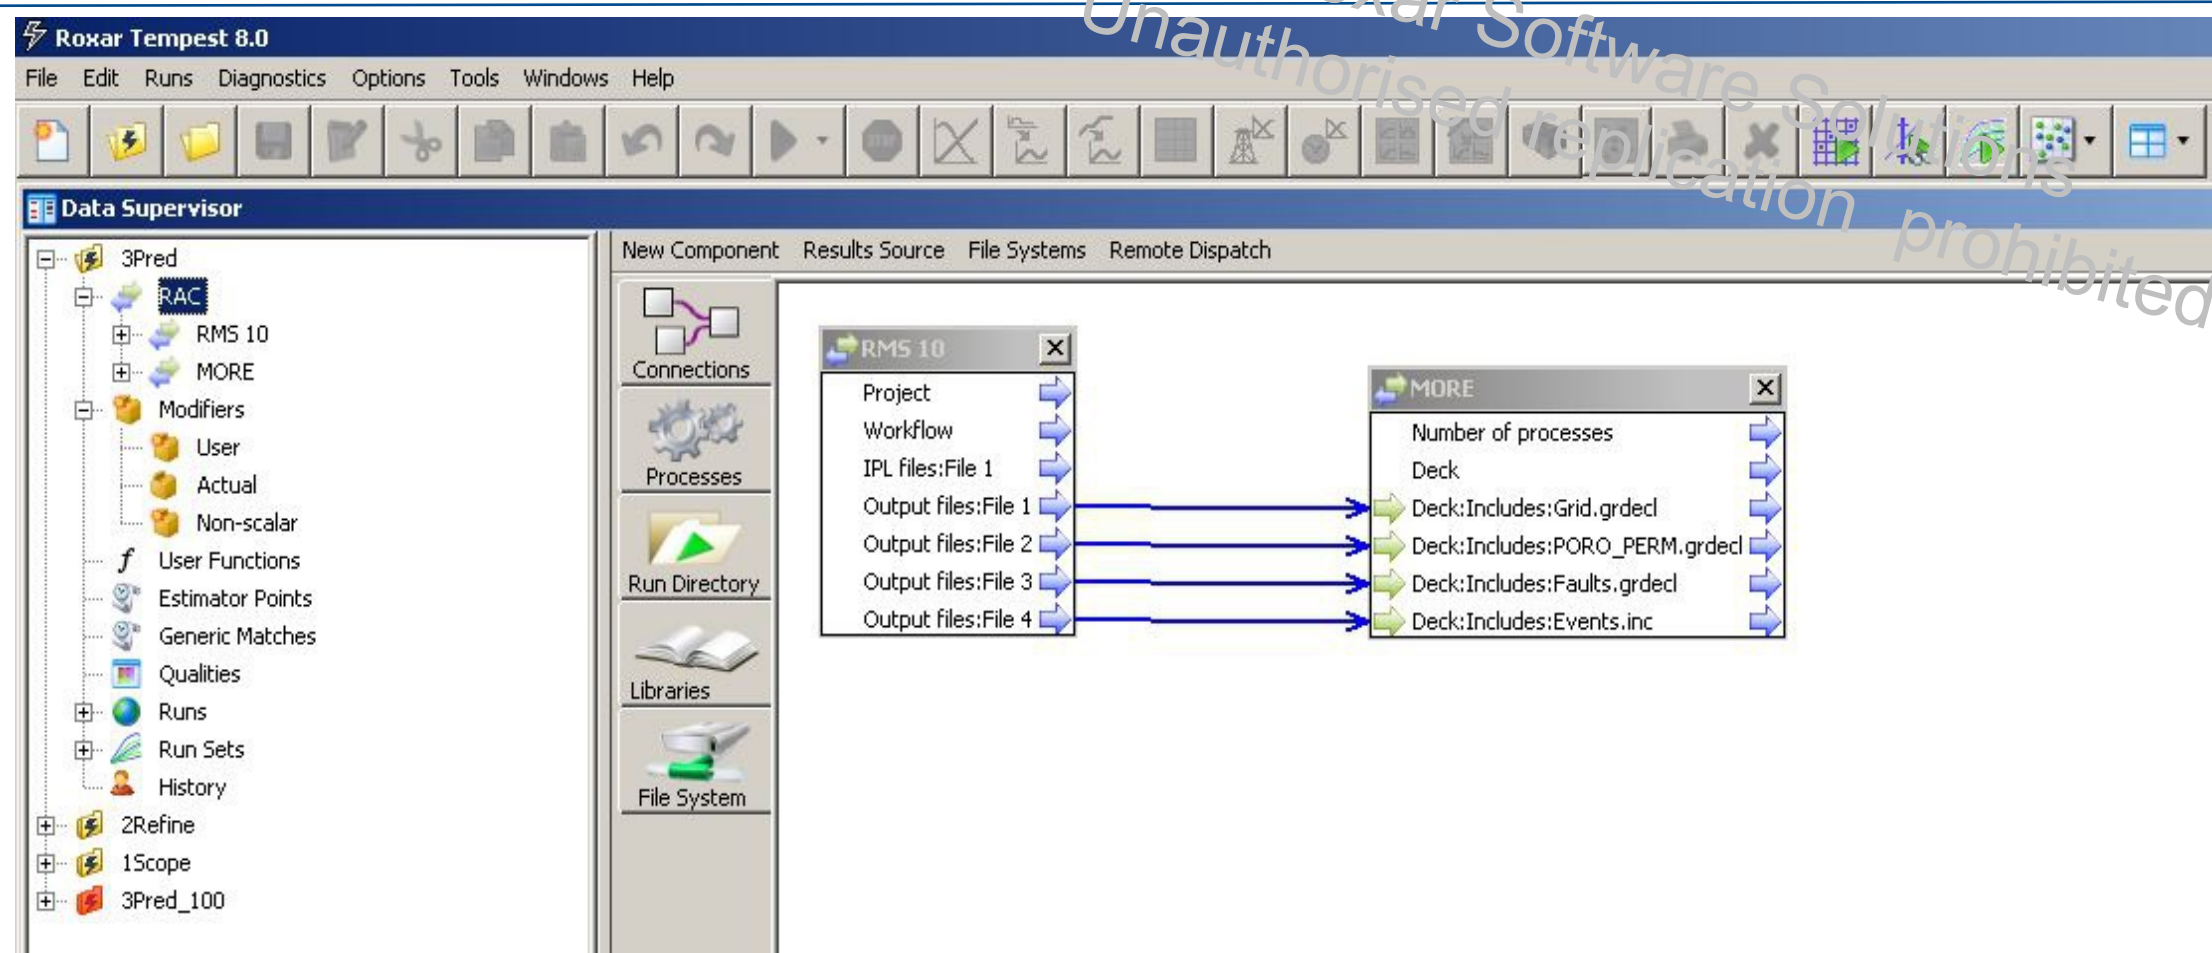 Roxar Software Solutions
Unauthorised replication prohibited
Roxar Tempest 8.0
File Edit Runs Diagnostics Options Tools Windows Help
Data Supervisor
3Pred
RAC
RMS 10
MORE
Modifiers
User
Actual
Non-scalar
f User Functions
Estimator Points
Generic Matches
Qualities
Runs
Run Sets
History
2Refine
1Scope
3Pred_100
New Component Results Source File Systems Remote Dispatch
Connections
Processes
Run Directory
Libraries
File System
RMS 10
Project
Workflow
IPL files:File 1
Output files:File 1
Output files:File 2
Output files:File 3
Output files:File 4
MORE
Number of processes
Deck
Deck:Includes:Grid.grdecl
Deck:Includes:PORO_PERM.grdecl
Deck:Includes:Faults.grdecl
Deck:Includes:Events.inc